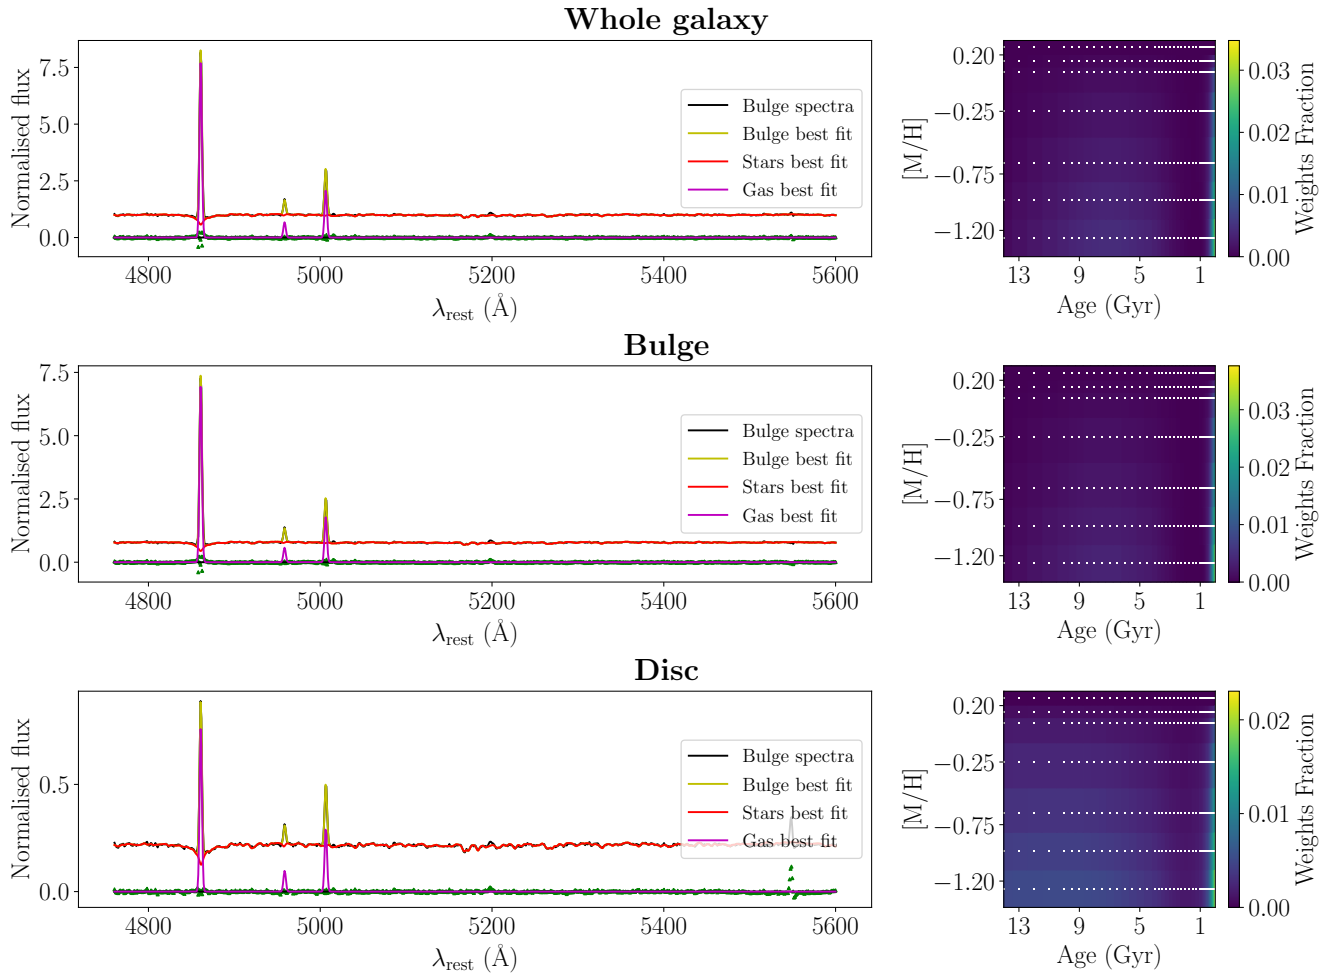 Whole galaxy
Normalised flux
7.5
5.0
2.5
0.0
Bulge spectra
Bulge best fit
Stars best fit
Gas best fit
4800 5000 5200 5400 5600
λrest (Å)
[M/H]
0.20
−0.25
−0.75
−1.20
13 9 5 1
Age (Gyr)
0.03
0.02
0.01
0.00
Weights Fraction
Bulge
Normalised flux
7.5
5.0
2.5
0.0
Bulge spectra
Bulge best fit
Stars best fit
Gas best fit
4800 5000 5200 5400 5600
λrest (Å)
[M/H]
0.20
−0.25
−0.75
−1.20
13 9 5 1
Age (Gyr)
0.03
0.02
0.01
0.00
Weights Fraction
Disc
Normalised flux
0.5
0.0
Bulge spectra
Bulge best fit
Stars best fit
Gas best fit
4800 5000 5200 5400 5600
λrest (Å)
[M/H]
0.20
−0.25
−0.75
−1.20
13 9 5 1
Age (Gyr)
0.02
0.01
0.00
Weights Fraction